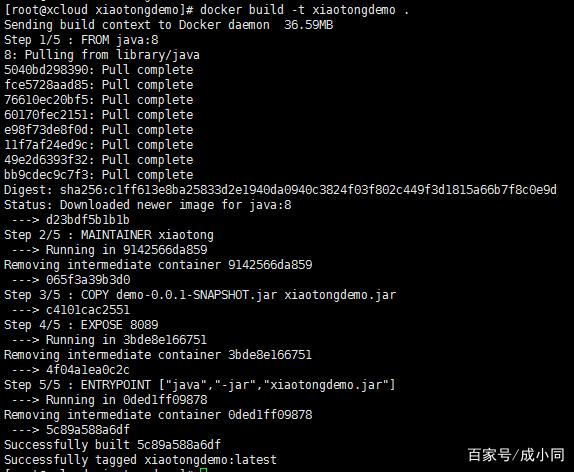 [root@xcloud xiaotongdemo]# docker build -t xiaotongdemo .
Sending build context to Docker daemon  36.59MB
Step 1/5 : FROM java:8
8: Pulling from library/java
5040bd298390: Pull complete
fce5728aad85: Pull complete
76610ec20bf5: Pull complete
60170fec2151: Pull complete
e98f73de8f0d: Pull complete
11f7af24ed9c: Pull complete
49e2d6393f32: Pull complete
bb9cdec9c7f3: Pull complete
Digest: sha256:c1ff613e8ba25833d2e1940da0940c3824f03f802c449f3d1815a66b7f8c0e9d
Status: Downloaded newer image for java:8
 ---> d23bdf5b1b1b
Step 2/5 : MAINTAINER xiaotong
 ---> Running in 9142566da859
Removing intermediate container 9142566da859
 ---> 065f3a39b3d0
Step 3/5 : COPY demo-0.0.1-SNAPSHOT.jar xiaotongdemo.jar
 ---> c4101cac2551
Step 4/5 : EXPOSE 8089
 ---> Running in 3bde8e166751
Removing intermediate container 3bde8e166751
 ---> 4f04a1ea0c2c
Step 5/5 : ENTRYPOINT ["java","-jar","xiaotongdemo.jar"]
 ---> Running in 0ded1ff09878
Removing intermediate container 0ded1ff09878
 ---> 5c89a588a6df
Successfully built 5c89a588a6df
Successfully tagged xiaotongdemo:latest
百家号/成小同